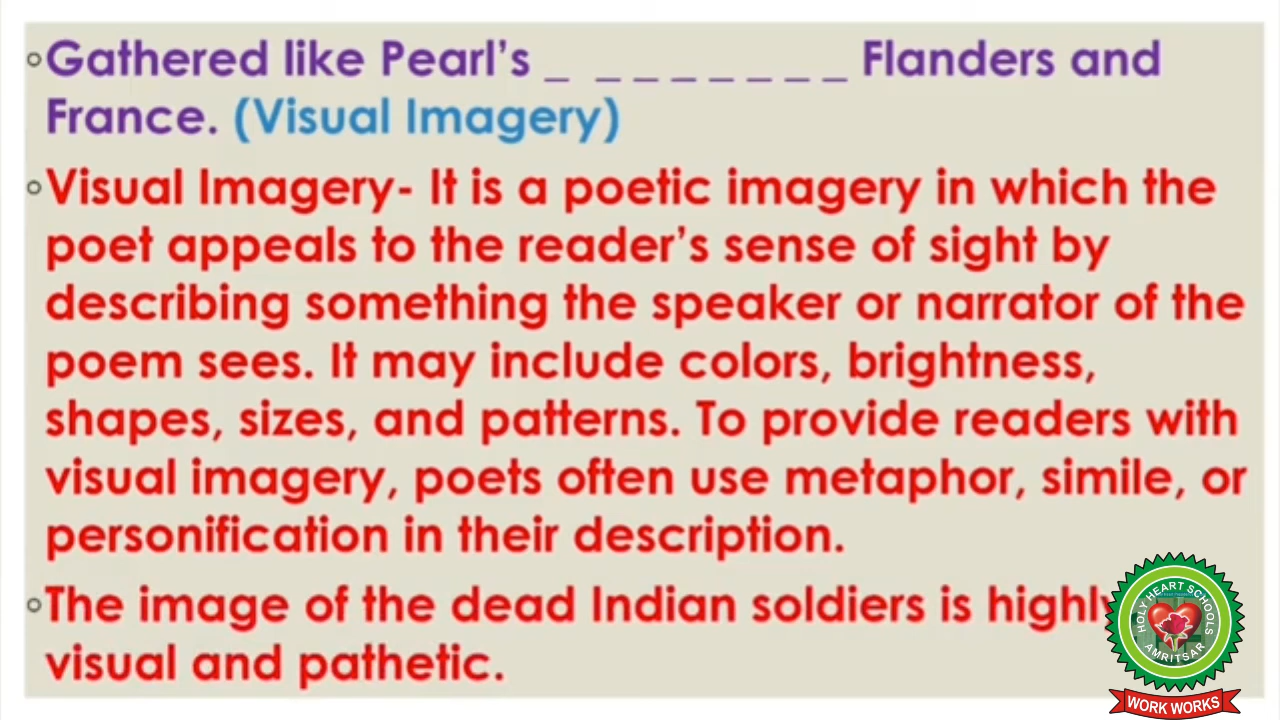 Gathered like Pearl's _ _ _ _ _ _ _ _ Flanders and
France. (Visual Imagery)
Visual Imagery- It is a poetic imagery in which the
poet appeals to the reader's sense of sight by
describing something the speaker or narrator of the
poem sees. It may include colors, brightness,
shapes, sizes, and patterns. To provide readers with
visual imagery, poets often use metaphor, simile, or
personification in their description.
The image of the dead Indian soldiers is highly
visual and pathetic.
HOLY HEART SCHOOLS
AMRITSAR
WORK WORKS